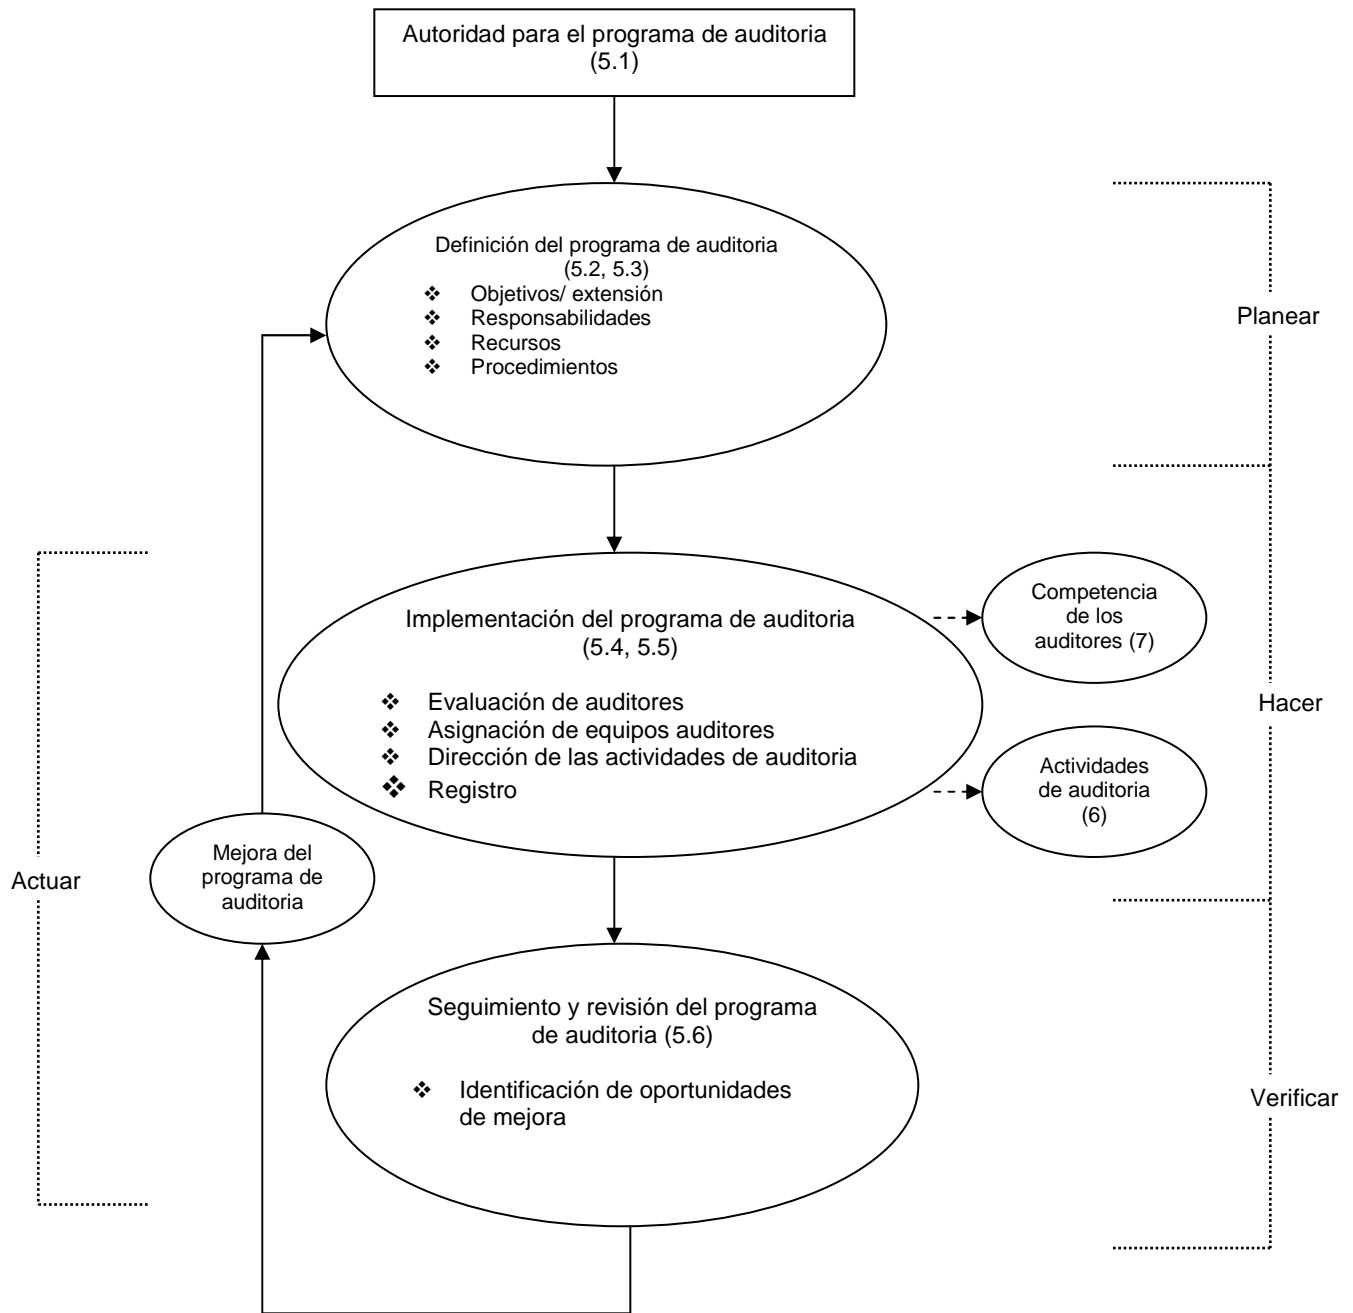 Autoridad para el programa de auditoria
(5.1)
Definición del programa de auditoria
(5.2, 5.3)
❖ Objetivos/ extensión
❖ Responsabilidades
❖ Recursos
❖ Procedimientos
Planear
Implementación del programa de auditoria
(5.4, 5.5)
❖ Evaluación de auditores
❖ Asignación de equipos auditores
❖ Dirección de las actividades de auditoria
❖ Registro
Competencia
de los
auditores (7)
Actividades
de auditoria
(6)
Hacer
Mejora del
programa de
auditoria
Actuar
Seguimiento y revisión del programa
de auditoria (5.6)
❖ Identificación de oportunidades
de mejora
Verificar